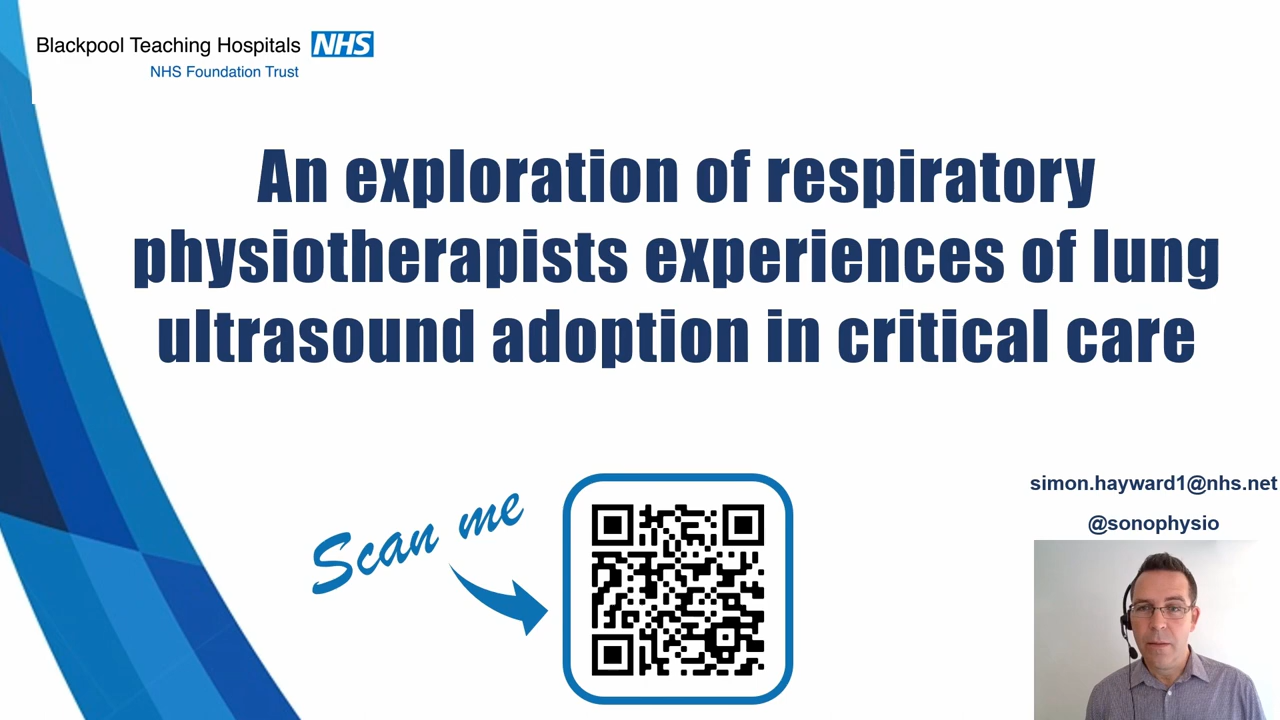 Blackpool Teaching Hospitals NHS
NHS Foundation Trust
An exploration of respiratory
physiotherapists experiences of lung
ultrasound adoption in critical care
Scan me
simon.hayward1@nhs.net
@sonophysio